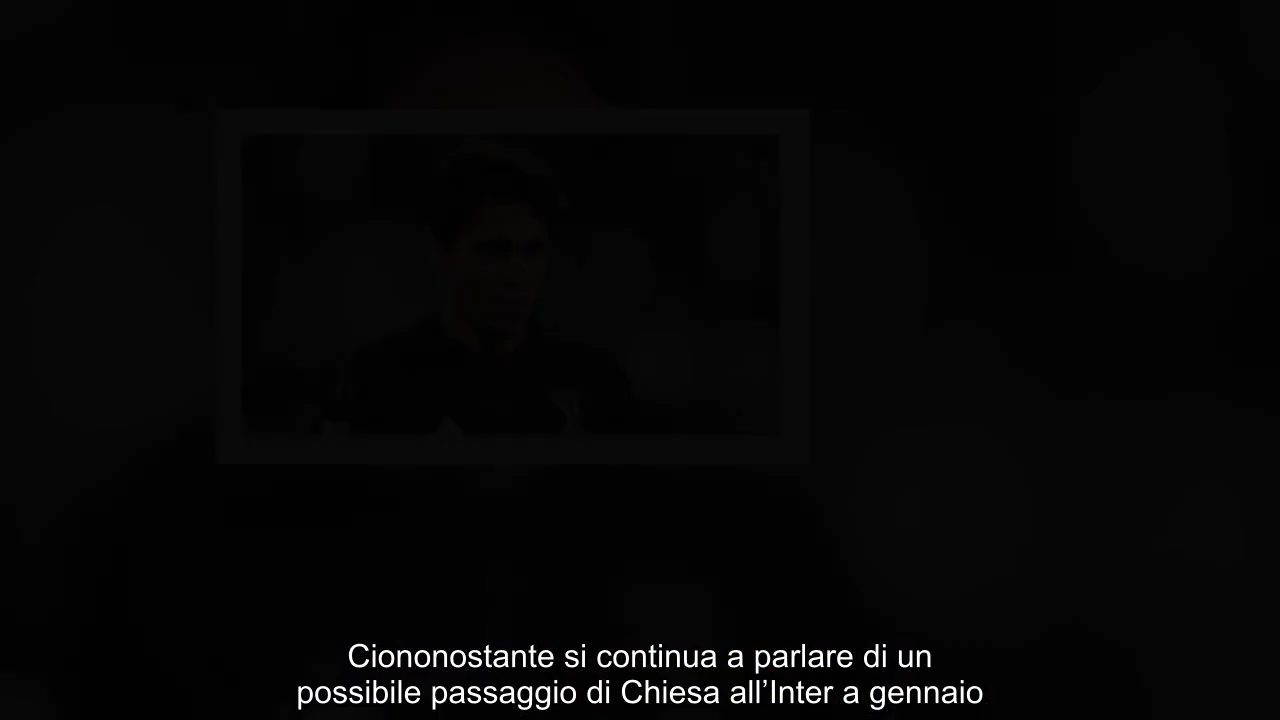 Ciononostante si continua a parlare di un
possibile passaggio di Chiesa all’Inter a gennaio